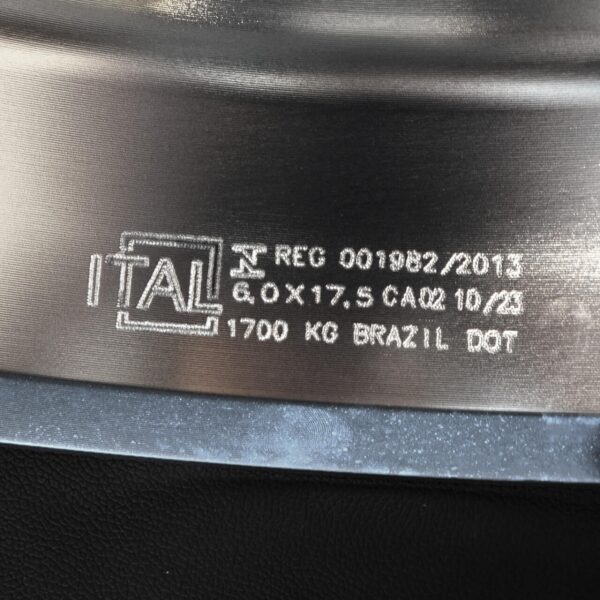 ITAL
REG 001982/2013
6.0X17.5 CA02 10/23
1700 KG BRAZIL DOT